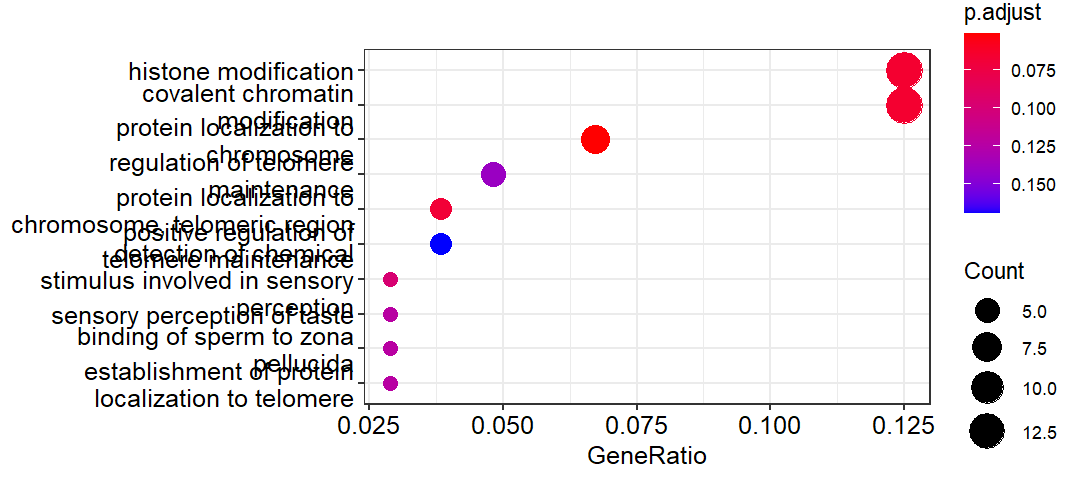 histone modification
covalent chromatin
modification
protein localization to
chromosome
regulation of telomere
maintenance
protein localization to
chromosome, telomeric region
positive regulation of
telomere maintenance
detection of chemical
stimulus involved in sensory
perception
sensory perception of taste
binding of sperm to zona
pellucida
establishment of protein
localization to telomere
0.025 0.050 0.075 0.100 0.125
GeneRatio
p.adjust
0.075
0.100
0.125
0.150
Count
5.0
7.5
10.0
12.5